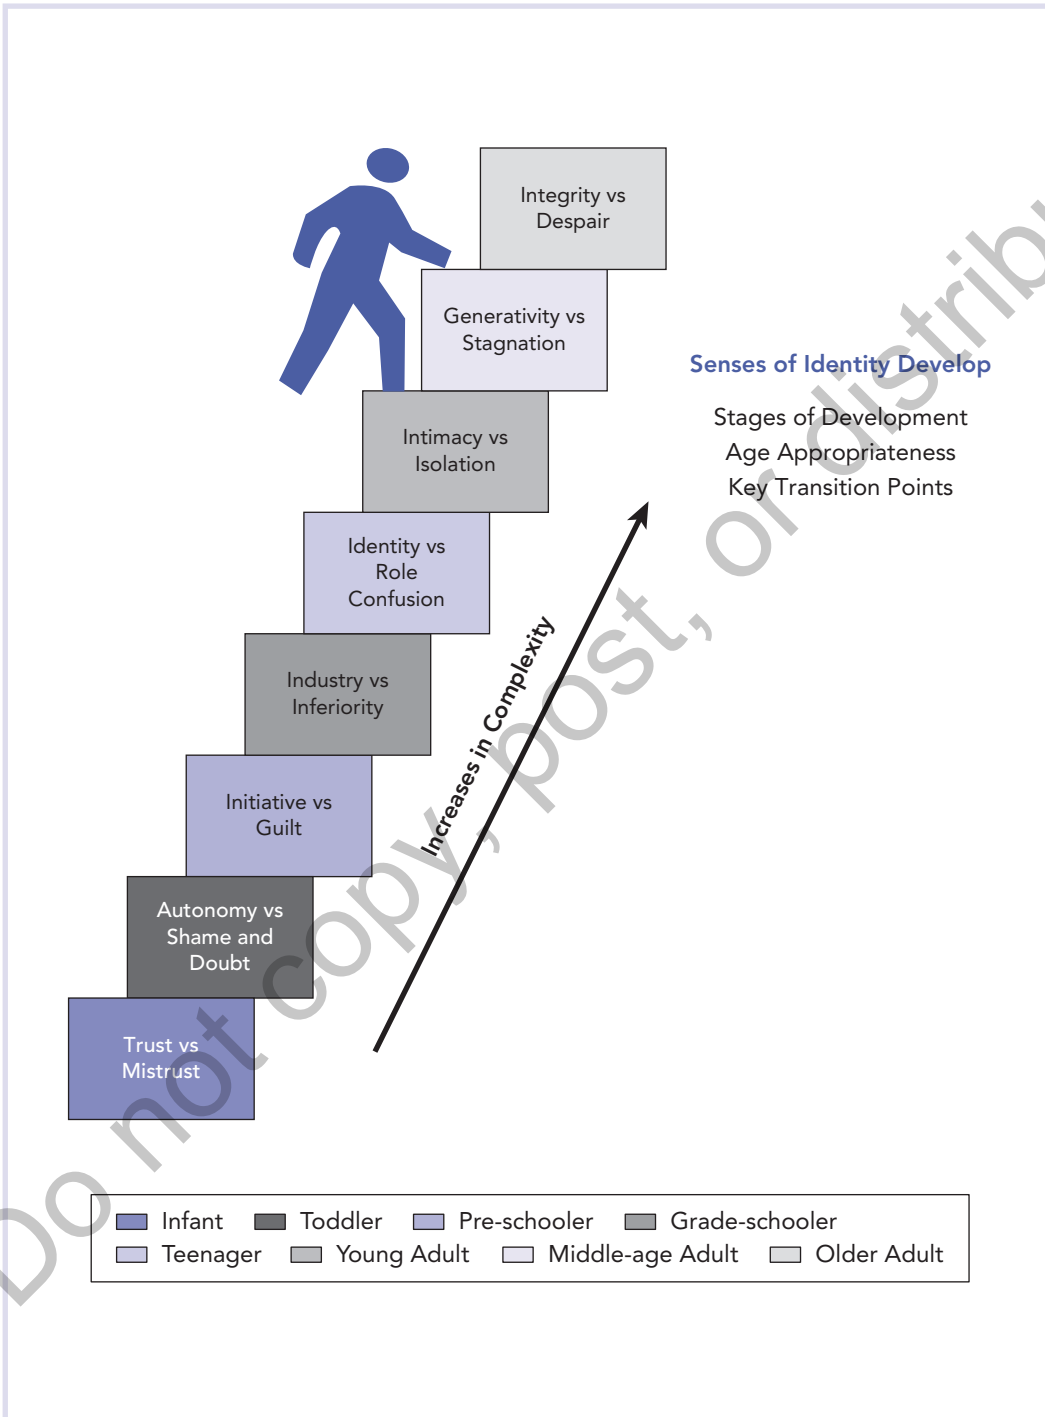 Integrity vs
Despair
Generativity vs
Stagnation
Senses of Identity Develop
Stages of Development
Age Appropriateness
Key Transition Points
Intimacy vs
Isolation
Identity vs
Role
Confusion
Increases in Complexity
Industry vs
Inferiority
Initiative vs
Guilt
Autonomy vs
Shame and
Doubt
Trust vs
Mistrust
Infant Toddler Pre-schooler Grade-schooler
Teenager Young Adult Middle-age Adult Older Adult
Do not copy, post, or